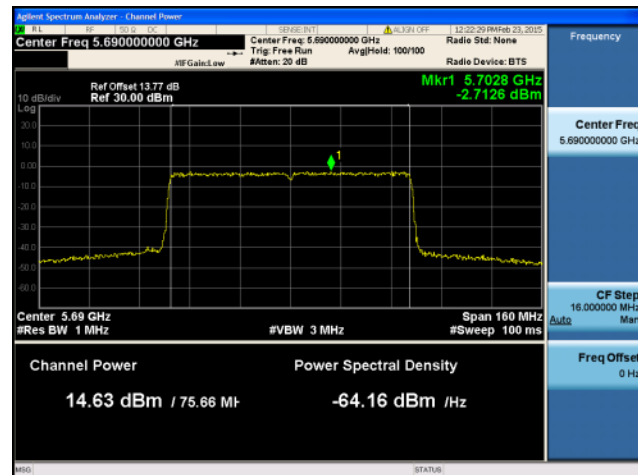 Agilent Spectrum Analyzer - Channel Power
RL RF 50 Ω DC SENSE:INT ALIGN OFF 12:22:29 PM Feb 23, 2015
Center Freq 5.690000000 GHz Center Freq: 5.690000000 GHz Radio Std: None
Trig: Free Run Avg|Hold: 100/100
#IFGain:Low #Atten: 20 dB Radio Device: BTS
Ref Offset 13.77 dB Mkr1 5.7028 GHz
10 dB/div Ref 30.00 dBm -2.7126 dBm
Log
20.0
10.0
0.00
-10.0
-20.0
-30.0
-40.0
-50.0
-60.0
1
Center 5.69 GHz Span 160 MHz
#Res BW 1 MHz #VBW 3 MHz #Sweep 100 ms
Channel Power Power Spectral Density
14.63 dBm / 75.66 MH -64.16 dBm /Hz
MSG STATUS
Frequency
Center Freq
5.690000000 GHz
CF Step
16.000000 MHz
Auto Man
Freq Offset
0 Hz